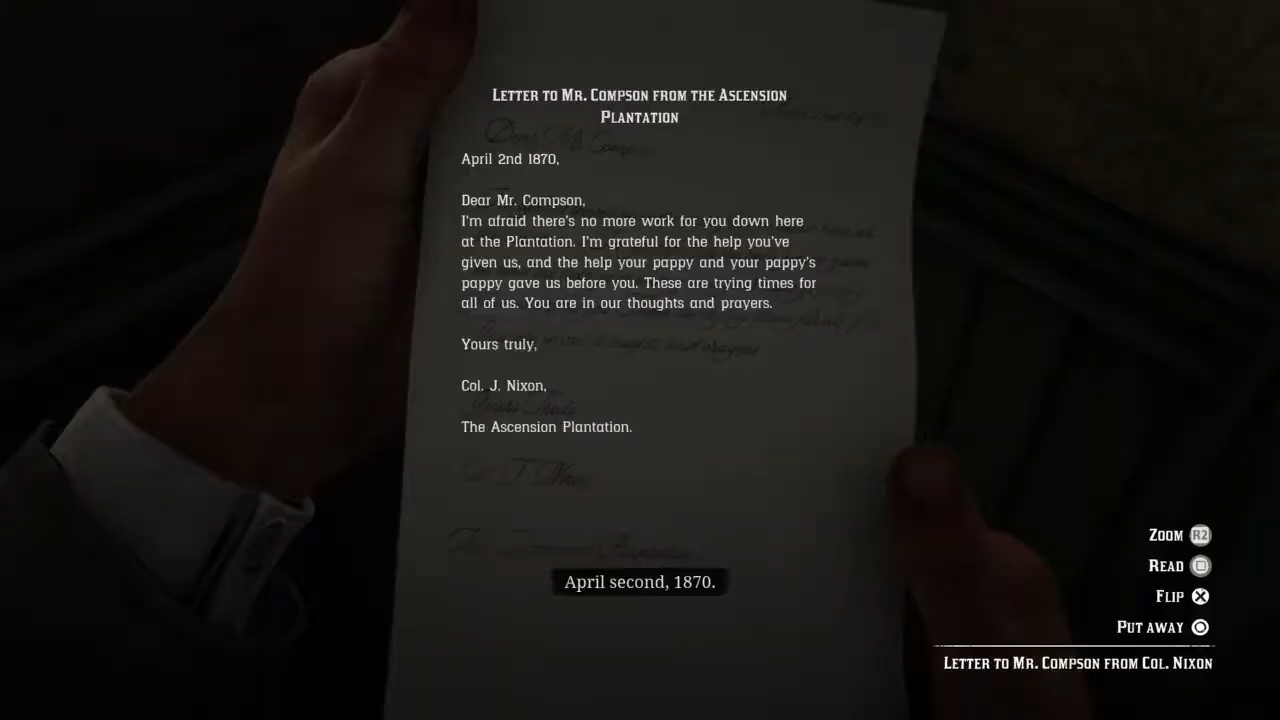 Letter to Mr. Compson from the Ascension
Plantation
April 2nd 1870,
Dear Mr. Compson,
I'm afraid there's no more work for you down here
at the Plantation. I'm grateful for the help you've
given us, and the help your pappy and your pappy's
pappy gave us before you. These are trying times for
all of us. You are in our thoughts and prayers.
Yours truly,
Col. J. Nixon,
The Ascension Plantation.
April second, 1870.
Zoom R2
Read
Flip
Put away
Letter to Mr. Compson from Col. Nixon